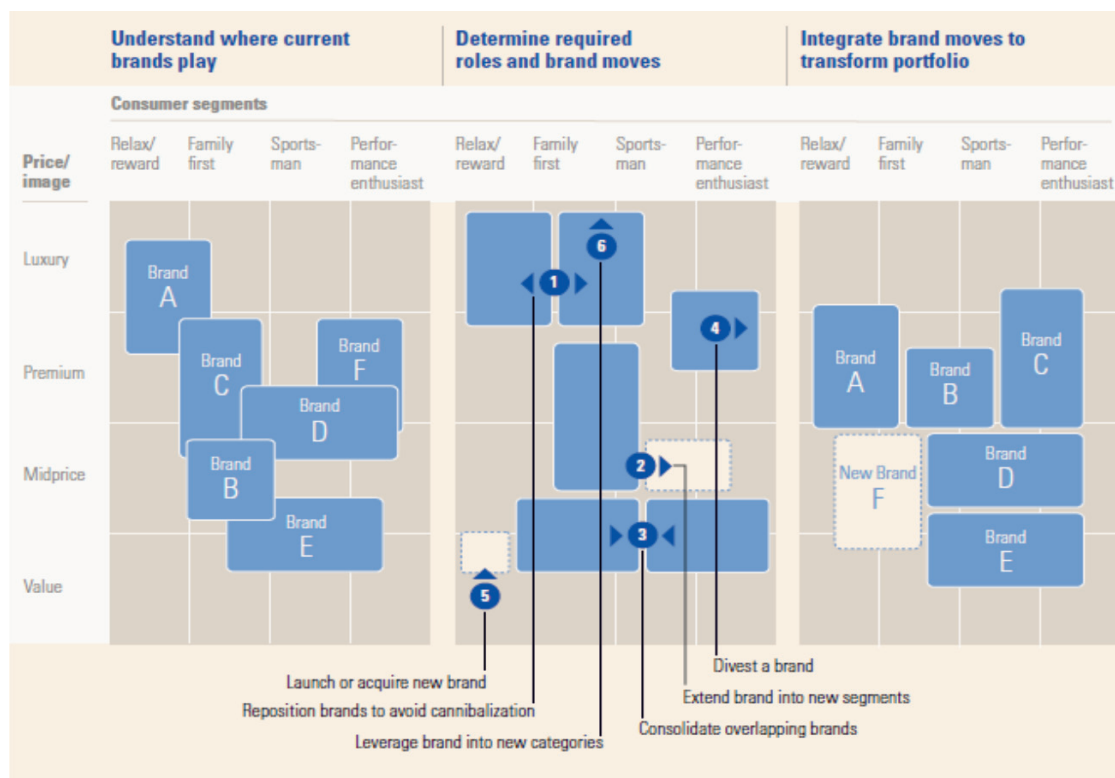 Understand where current
brands play
Determine required
roles and brand moves
Integrate brand moves to
transform portfolio
Consumer segments
Price/
image
Relax/
reward
Family
first
Sports-
man
Perfor-
mance
enthusiast
Relax/
reward
Family
first
Sports-
man
Perfor-
mance
enthusiast
Relax/
reward
Family
first
Sports-
man
Perfor-
mance
enthusiast
Luxury
Premium
Midprice
Value
Brand
A
Brand
C
Brand
F
Brand
D
Brand
B
Brand
E
1
6
4
2
3
5
Brand
A
Brand
B
Brand
C
New Brand
F
Brand
D
Brand
E
Divest a brand
Launch or acquire new brand
Extend brand into new segments
Reposition brands to avoid cannibalization
Consolidate overlapping brands
Leverage brand into new categories